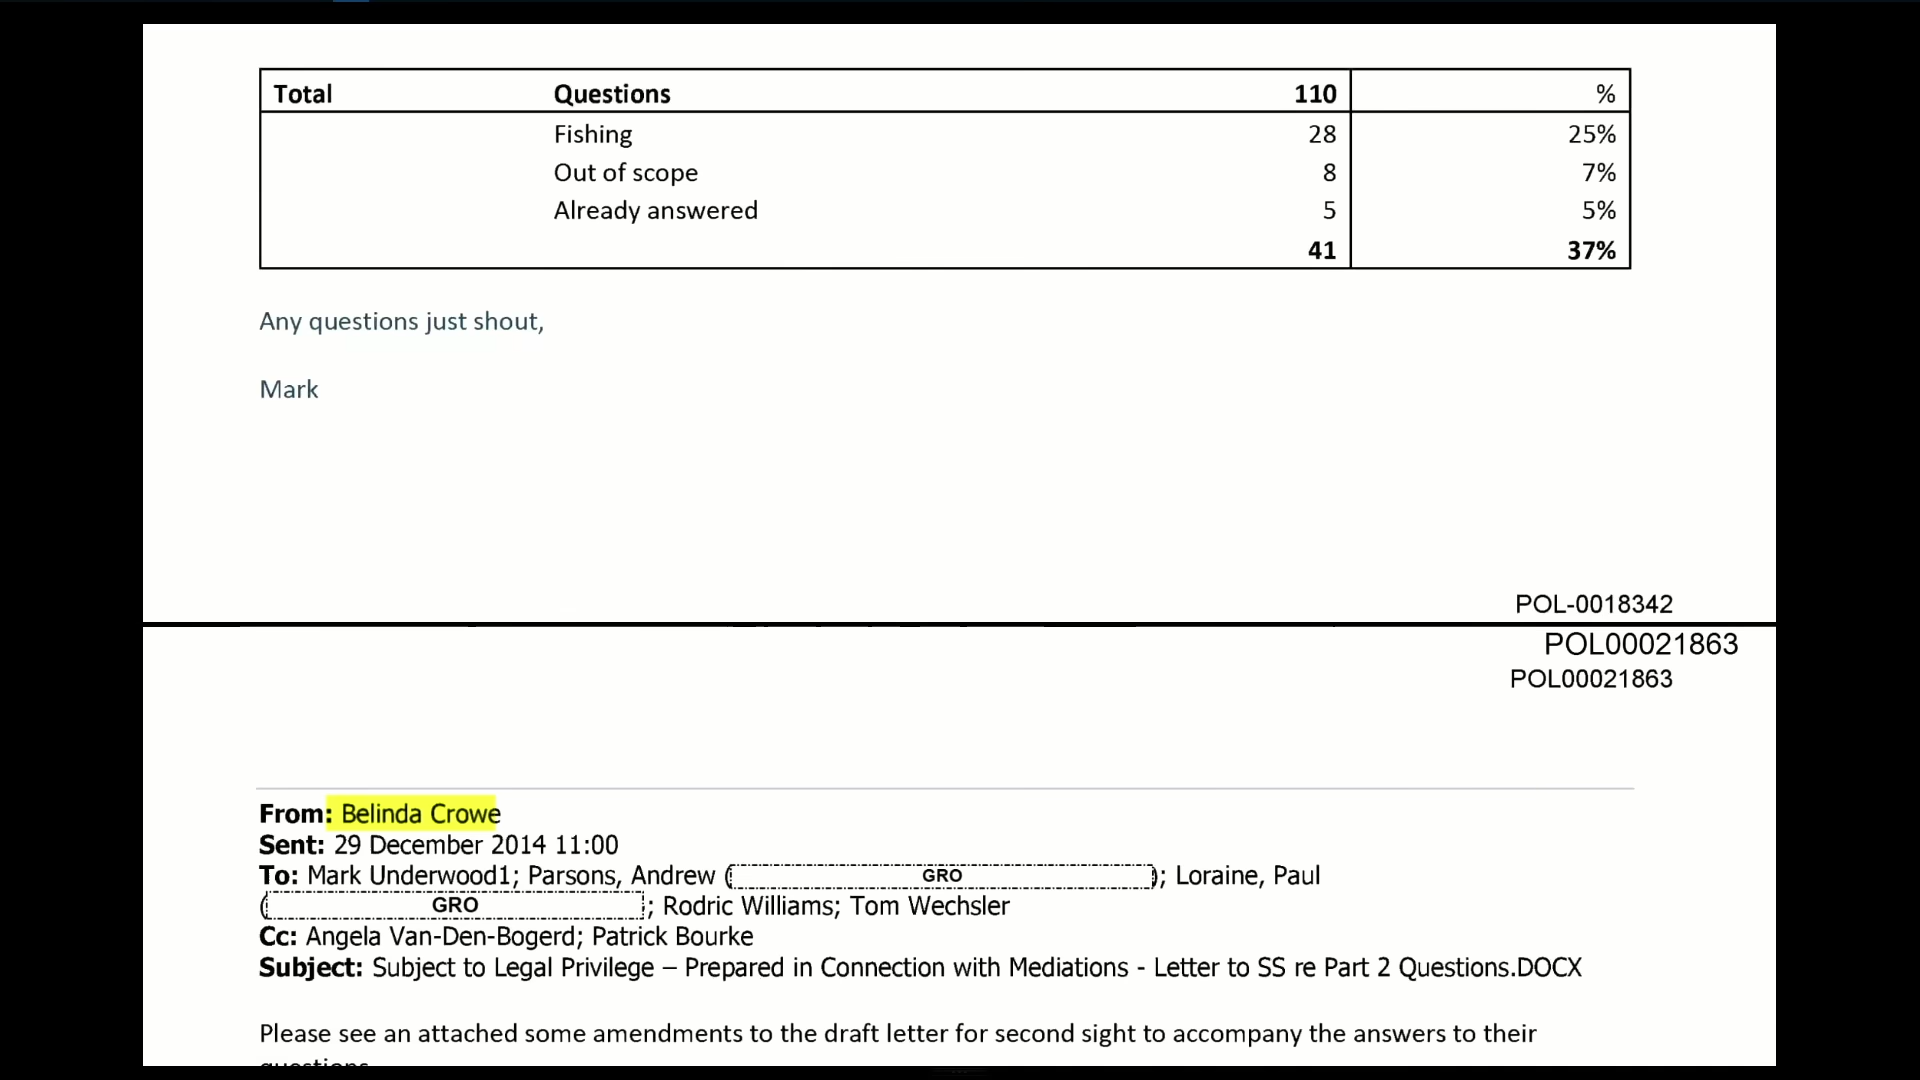 Total Questions 110 %
Fishing 28 25%
Out of scope 8 7%
Already answered 5 5%
41 37%
Any questions just shout,
Mark
POL-0018342
POL00021863
POL00021863
From: Belinda Crowe
Sent: 29 December 2014 11:00
To: Mark Underwood1; Parsons, Andrew (GRO); Loraine, Paul
(GRO; Rodric Williams; Tom Wechsler
Cc: Angela Van-Den-Bogerd; Patrick Bourke
Subject: Subject to Legal Privilege – Prepared in Connection with Mediations - Letter to SS re Part 2 Questions.DOCX
Please see an attached some amendments to the draft letter for second sight to accompany the answers to their
questions